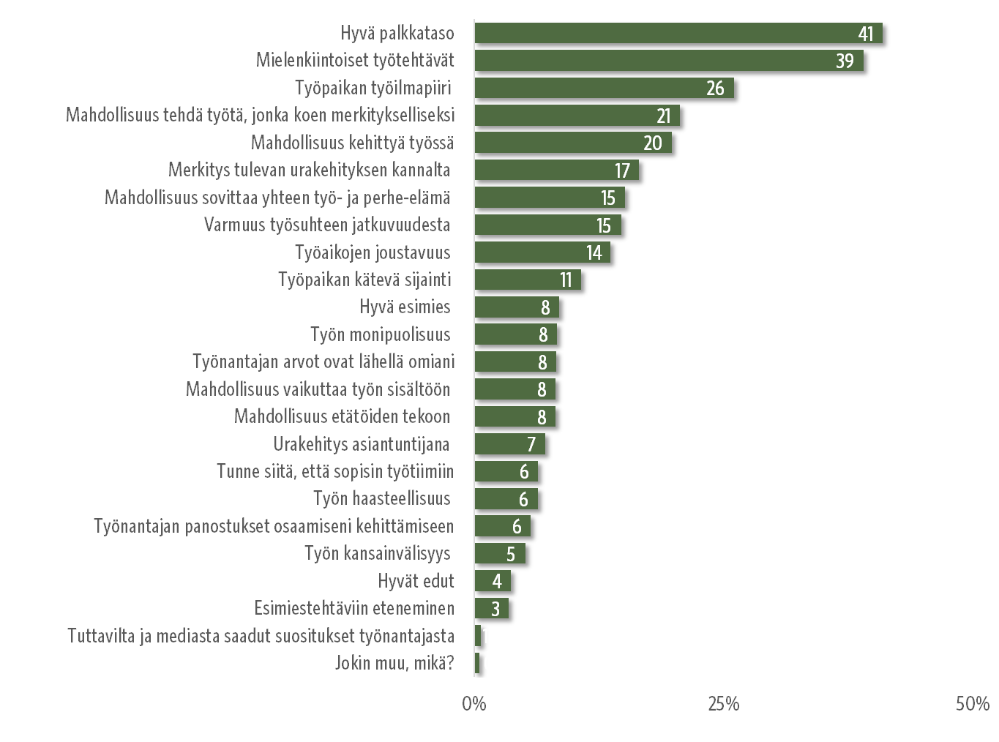 Hyvä palkkataso 41
Mielenkiintoiset työtehtävät 39
Työpaikan työilmapiiri 26
Mahdollisuus tehdä työtä, jonka koen merkitykselliseksi 21
Mahdollisuus kehittyä työssä 20
Merkitys tulevan urakehityksen kannalta 17
Mahdollisuus sovittaa yhteen työ- ja perhe-elämä 15
Varmuus työsuhteen jatkuvuudesta 15
Työaikojen joustavuus 14
Työpaikan kätevä sijainti 11
Hyvä esimies 8
Työn monipuolisuus 8
Työnantajan arvot ovat lähellä omiani 8
Mahdollisuus vaikuttaa työn sisältöön 8
Mahdollisuus etätöiden tekoon 8
Urakehitys asiantuntijana 7
Tunne siitä, että sopisin työtiimiin 6
Työn haasteellisuus 6
Työnantajan panostukset osaamiseni kehittämiseen 6
Työn kansainvälisyys 5
Hyvät edut 4
Esimiestehtäviin eteneminen 3
Tuttavilta ja mediasta saadut suositukset työnantajasta
Jokin muu, mikä?
0% 25% 50%